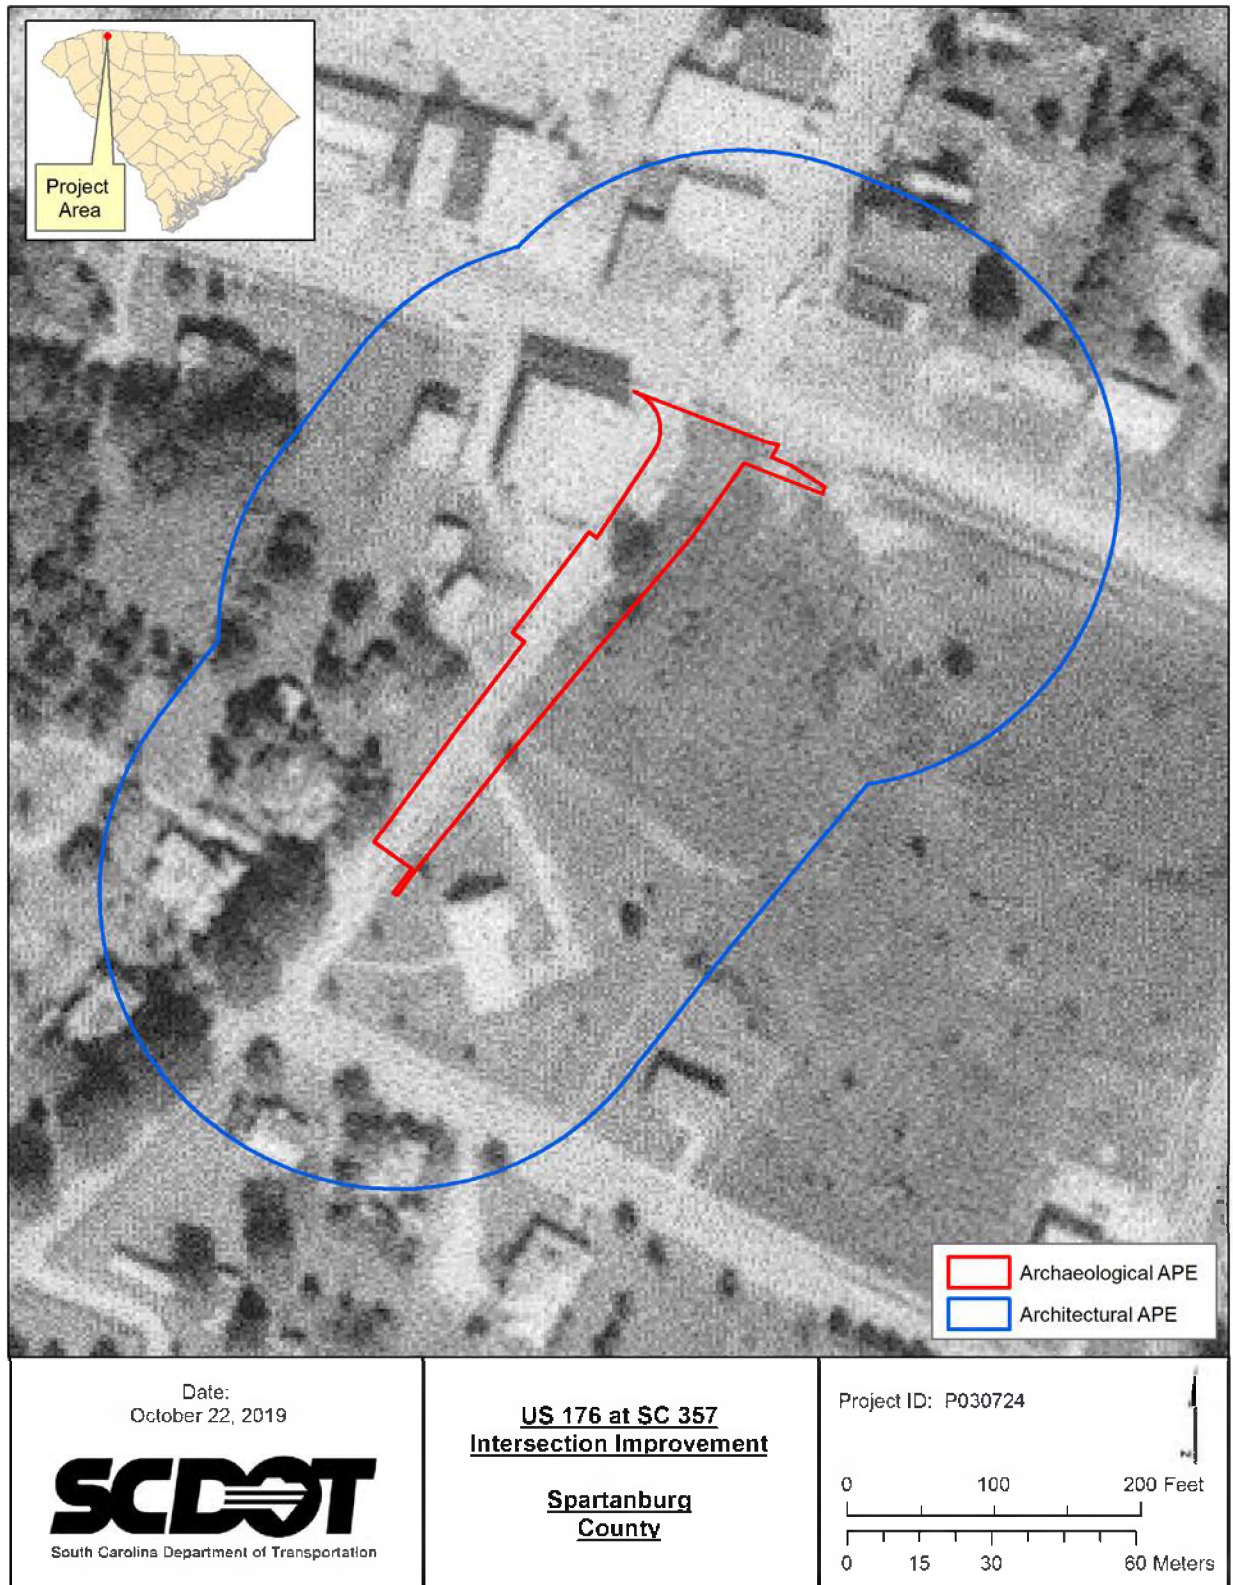 Project
Area
Archaeological APE
Architectural APE
Date:
October 22, 2019
SCDOT
South Carolina Department of Transportation
US 176 at SC 357
Intersection Improvement
Spartanburg
County
Project ID: P030724
N
0 100 200 Feet
0 15 30 60 Meters